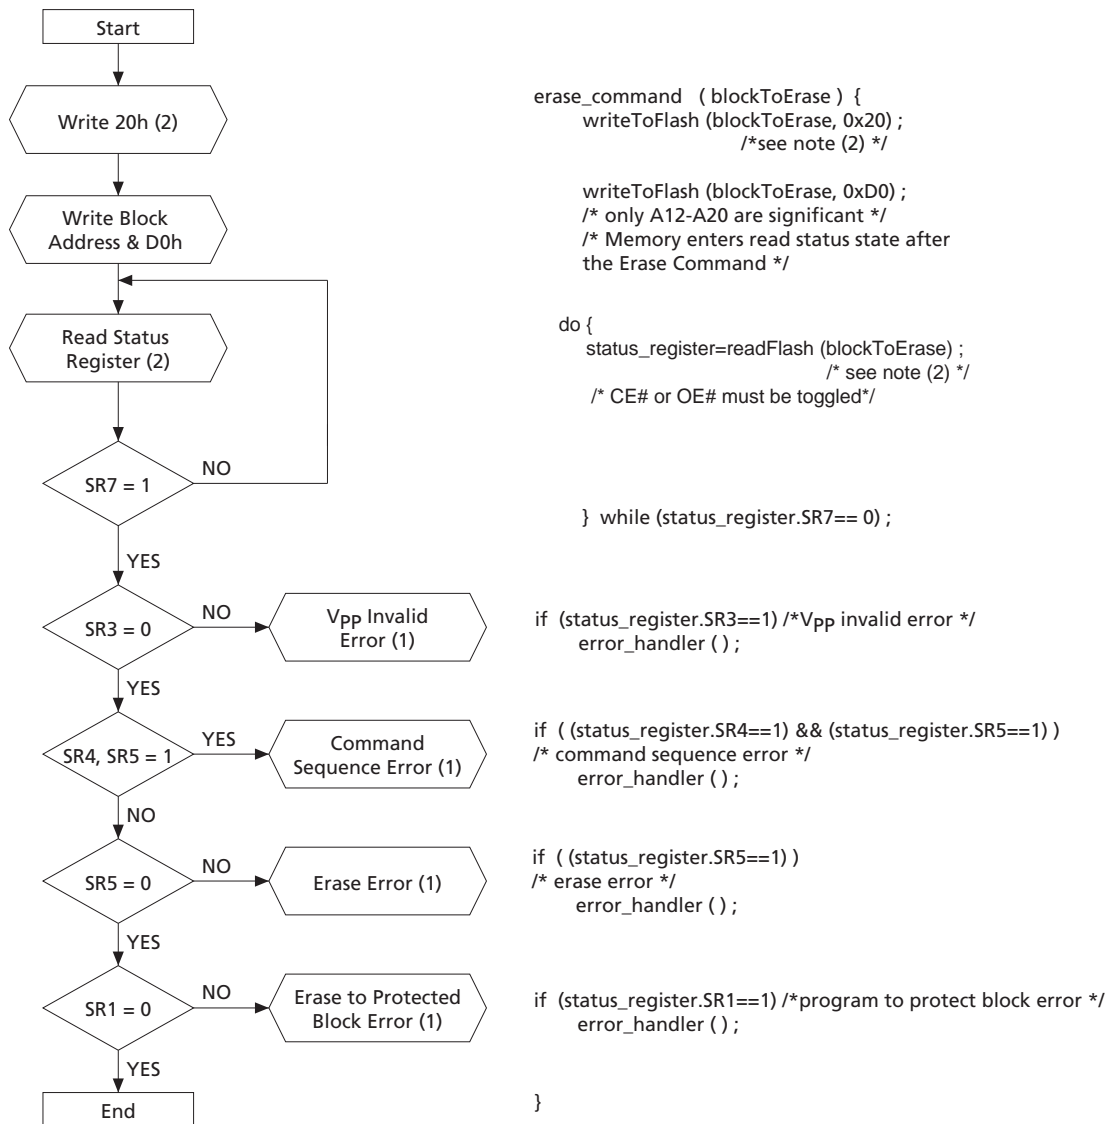 Start
Write 20h (2)
Write Block
Address & D0h
Read Status
Register (2)
SR7 = 1
NO
YES
SR3 = 0
NO
VPP Invalid
Error (1)
YES
SR4, SR5 = 1
YES
Command
Sequence Error (1)
NO
SR5 = 0
NO
Erase Error (1)
YES
SR1 = 0
NO
Erase to Protected
Block Error (1)
YES
End
erase_command ( blockToErase ) {
writeToFlash (blockToErase, 0x20) ;
/*see note (2) */
writeToFlash (blockToErase, 0xD0) ;
/* only A12-A20 are significant */
/* Memory enters read status state after
the Erase Command */
do {
status_register=readFlash (blockToErase) ;
/* see note (2) */
/* CE# or OE# must be toggled*/
} while (status_register.SR7== 0) ;
if (status_register.SR3==1) /*VPP invalid error */
error_handler ( ) ;
if ( (status_register.SR4==1) && (status_register.SR5==1) )
/* command sequence error */
error_handler ( ) ;
if ( (status_register.SR5==1) )
/* erase error */
error_handler ( ) ;
if (status_register.SR1==1) /*program to protect block error */
error_handler ( ) ;
}